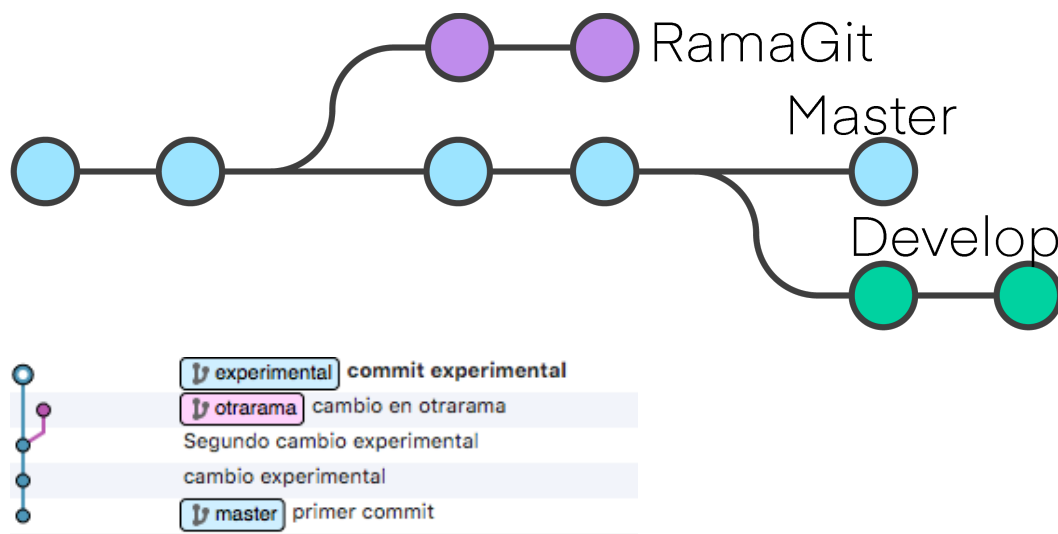 RamaGit
Master
Develop
experimental commit experimental
otrarama cambio en otrarama
Segundo cambio experimental
cambio experimental
master primer commit